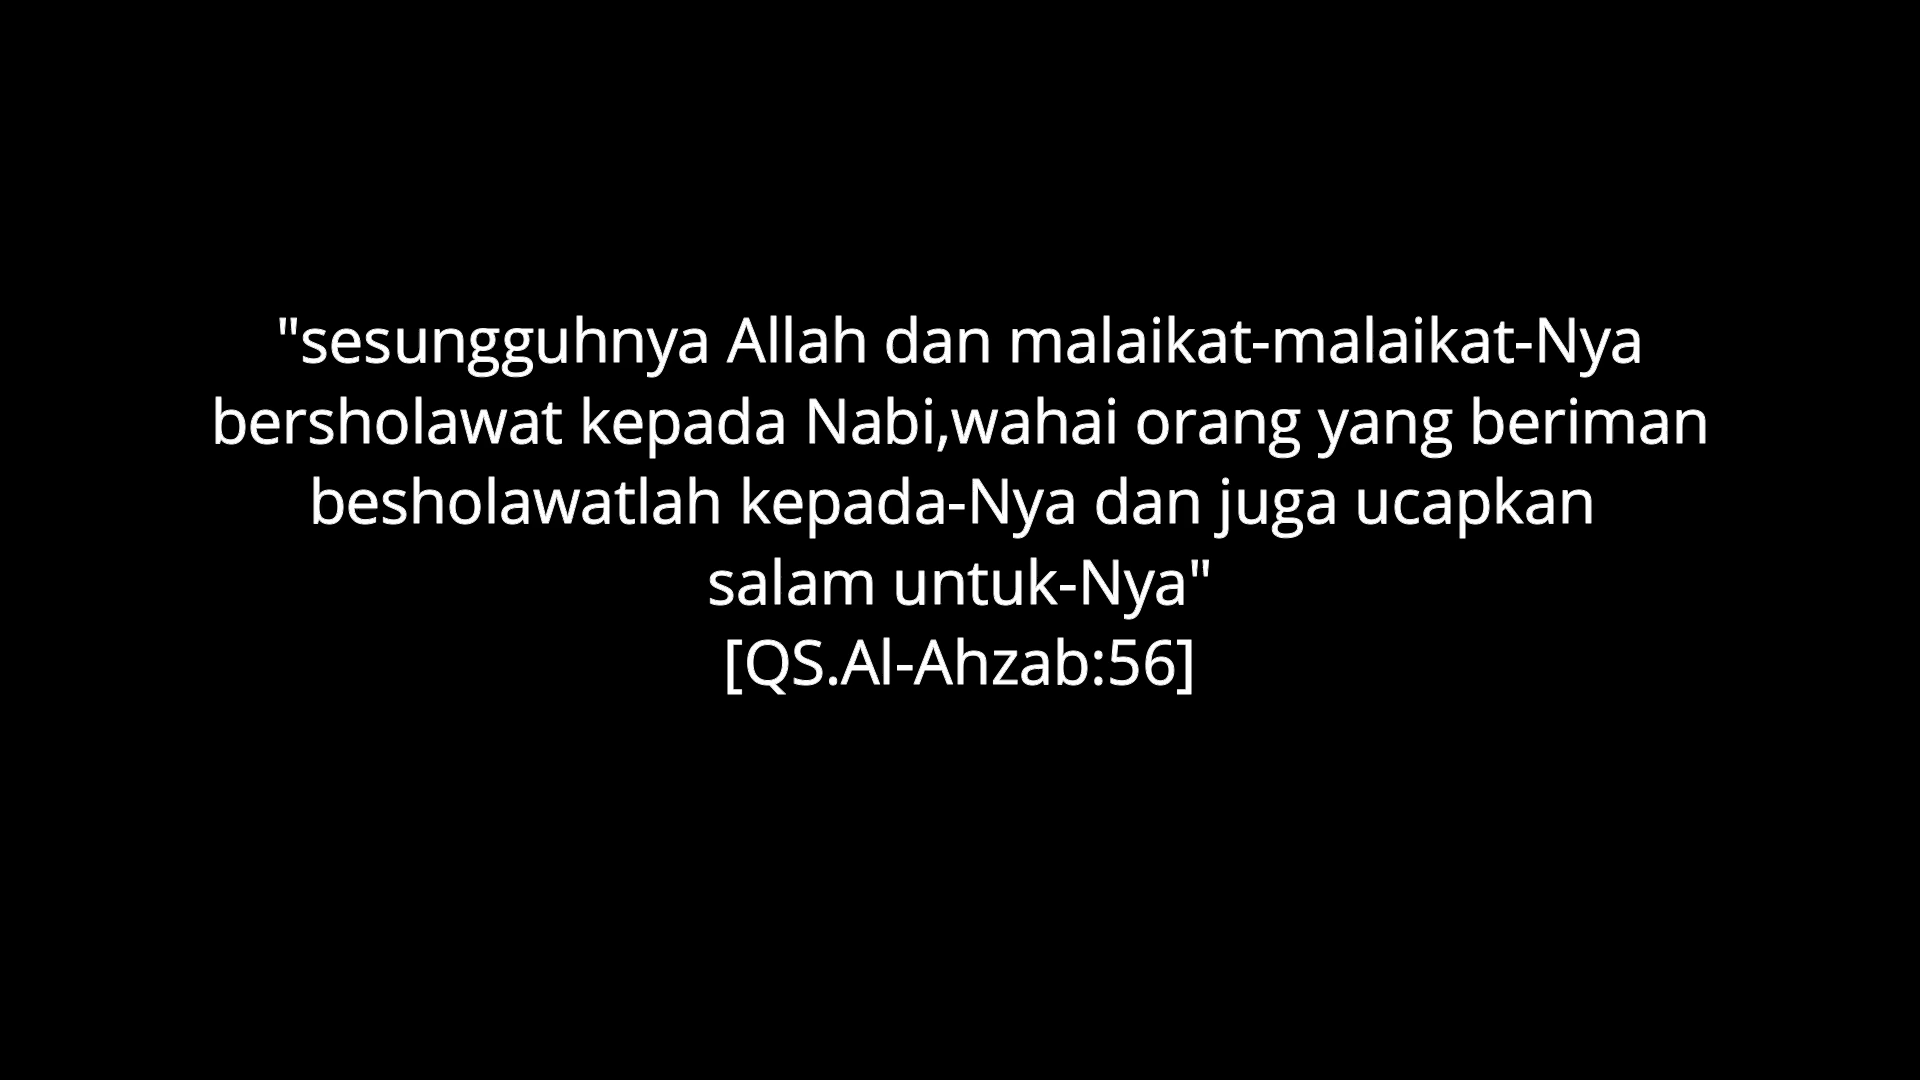 "sesungguhnya Allah dan malaikat-malaikat-Nya
bersholawat kepada Nabi,wahai orang yang beriman
besholawatlah kepada-Nya dan juga ucapkan
salam untuk-Nya"
[QS.Al-Ahzab:56]